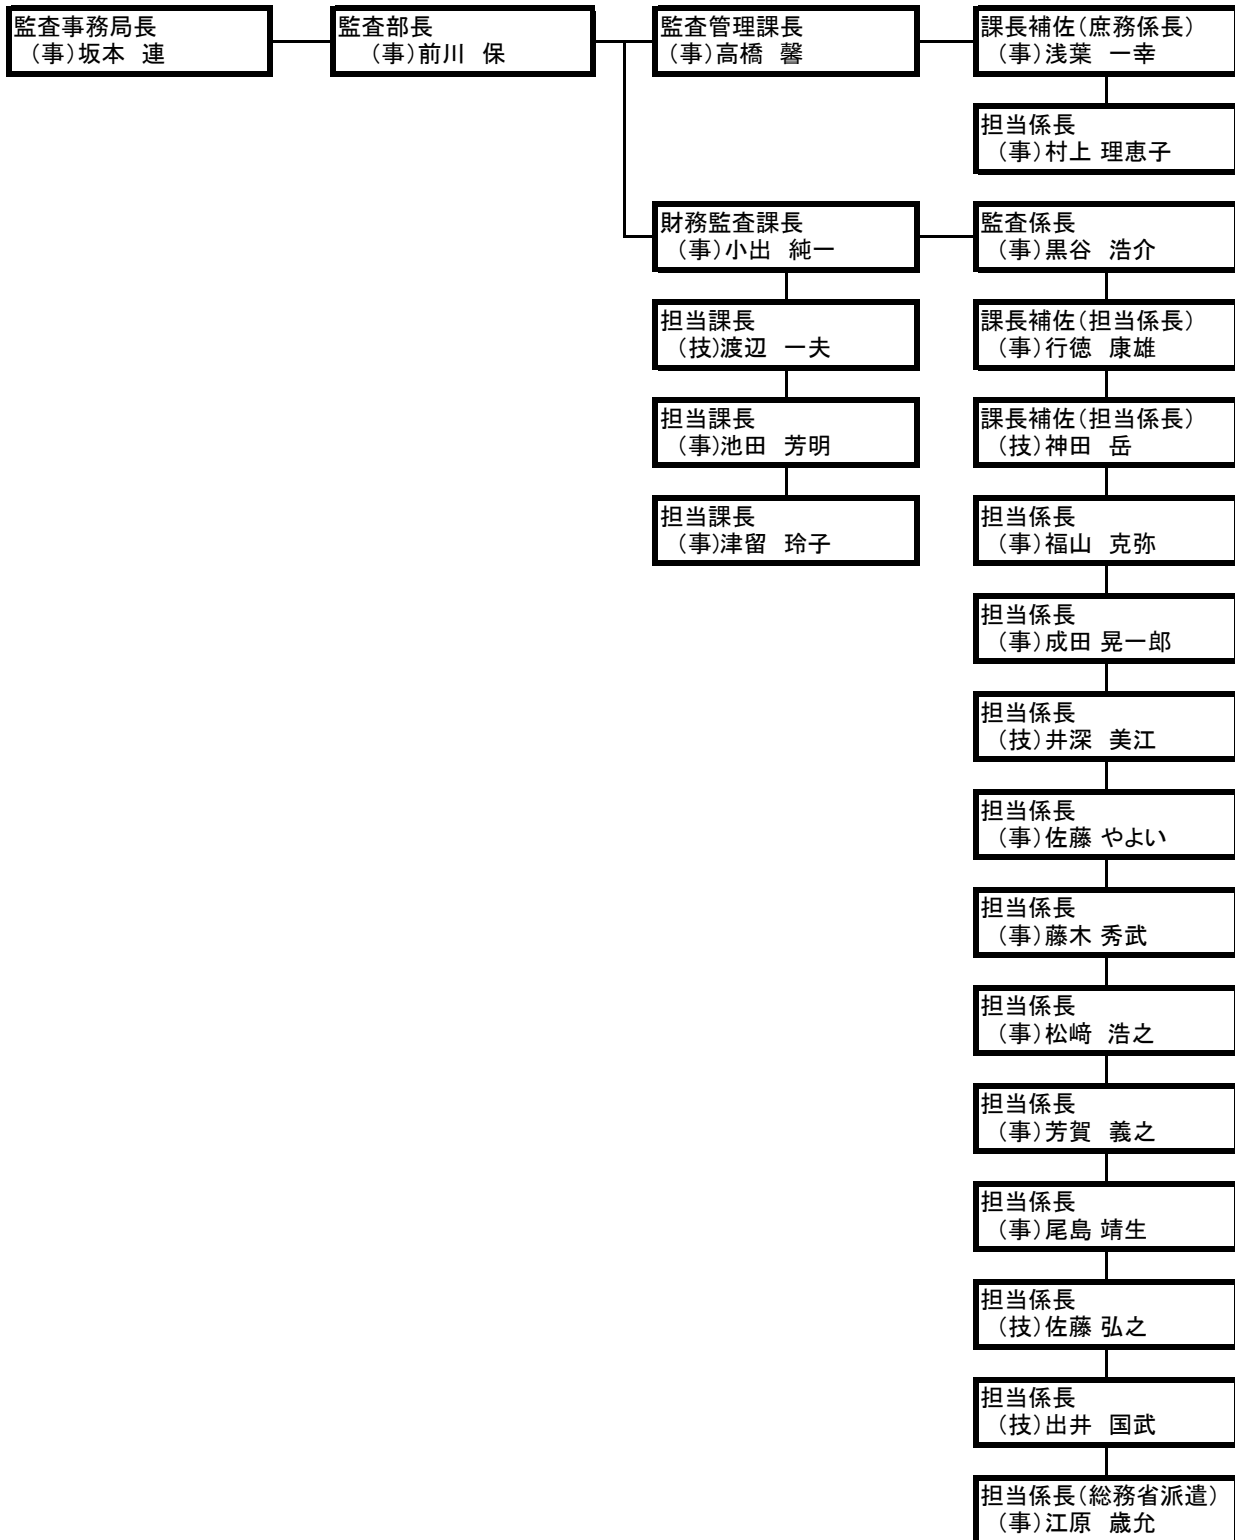 監査事務局長
（事）坂本　連
監査部長
（事）前川　保
監査管理課長
（事）高橋　馨
課長補佐（庶務係長）
（事）浅葉　一幸
担当係長
（事）村上 理恵子
財務監査課長
（事）小出　純一
監査係長
（事）黒谷　浩介
担当課長
（技）渡辺　一夫
課長補佐（担当係長）
（事）行徳　康雄
担当課長
（事）池田　芳明
課長補佐（担当係長）
（技）神田　岳
担当課長
（事）津留　玲子
担当係長
（事）福山　克弥
担当係長
（事）成田 晃一郎
担当係長
（技）井深　美江
担当係長
（事）佐藤 やよい
担当係長
（事）藤木 秀武
担当係長
（事）松﨑　浩之
担当係長
（事）芳賀　義之
担当係長
（事）尾島 靖生
担当係長
（技）佐藤 弘之
担当係長
（技）出井　国武
担当係長（総務省派遣）
（事）江原　歳允